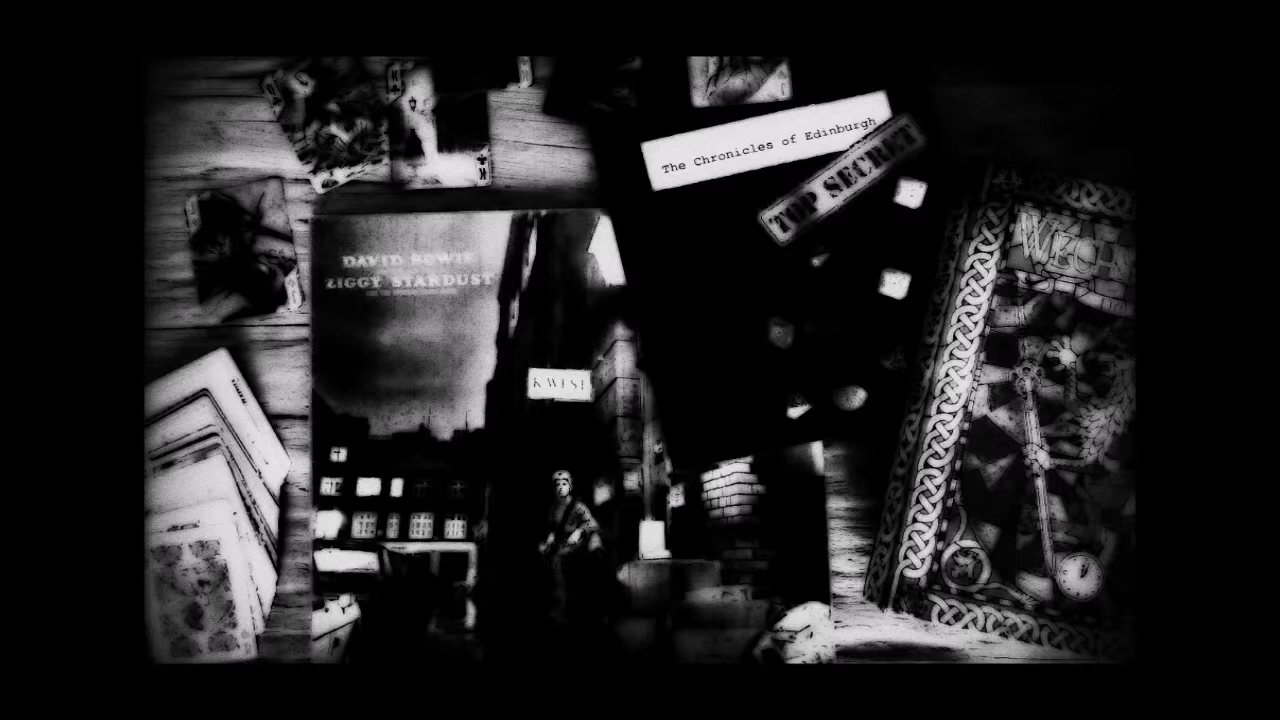 The Chronicles of Edinburgh
TOP SECRET
DAVID BOWIE
ZIGGY STARDUST
K.WEST
K
K